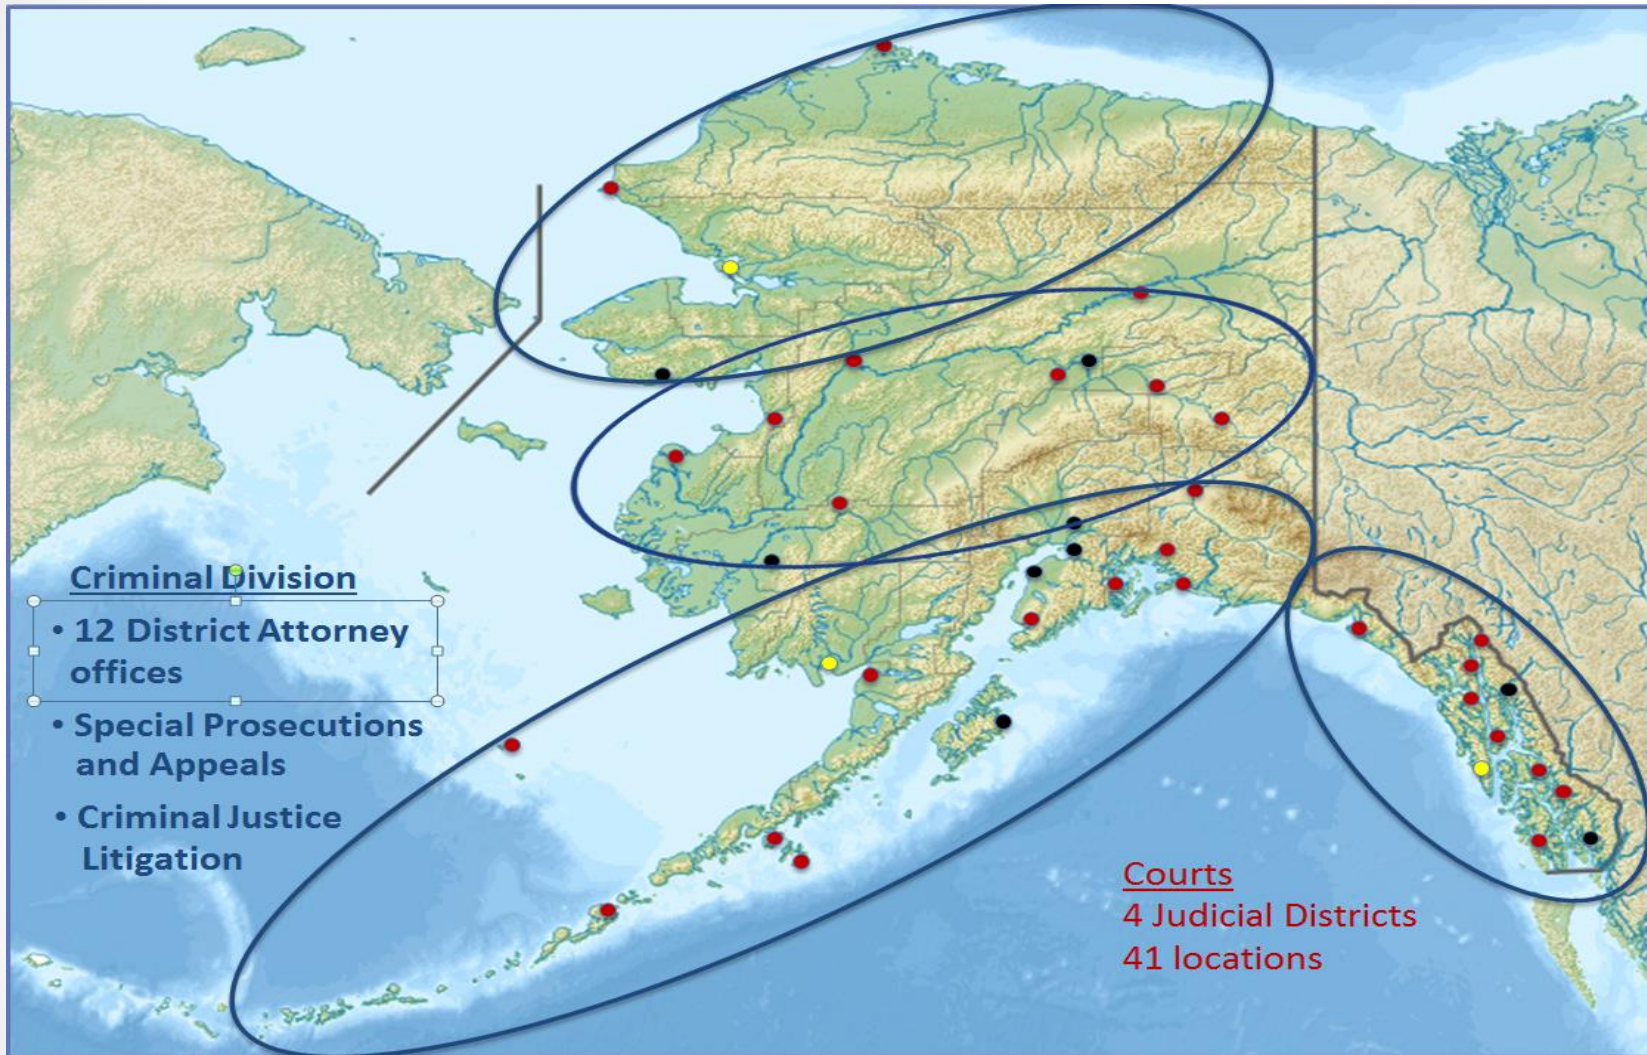 Criminal Division
• 12 District Attorney
offices
• Special Prosecutions
and Appeals
• Criminal Justice
Litigation
Courts
4 Judicial Districts
41 locations